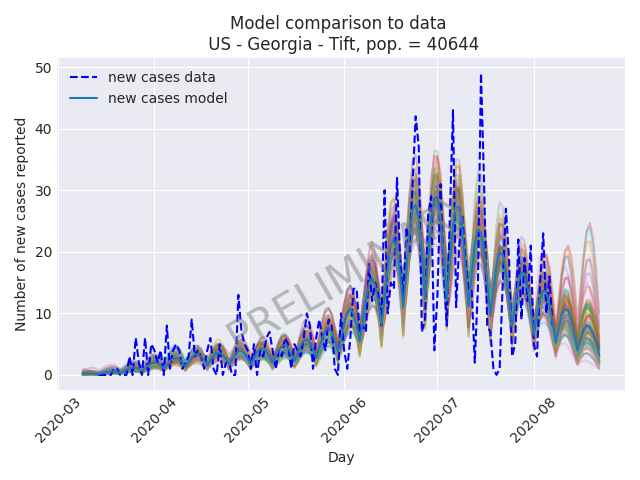 Model comparison to data
US - Georgia - Tift, pop. = 40644
new cases data
new cases model
Number of new cases reported
50
40
30
20
10
0
2020-03
2020-04
2020-05
2020-06
2020-07
2020-08
Day